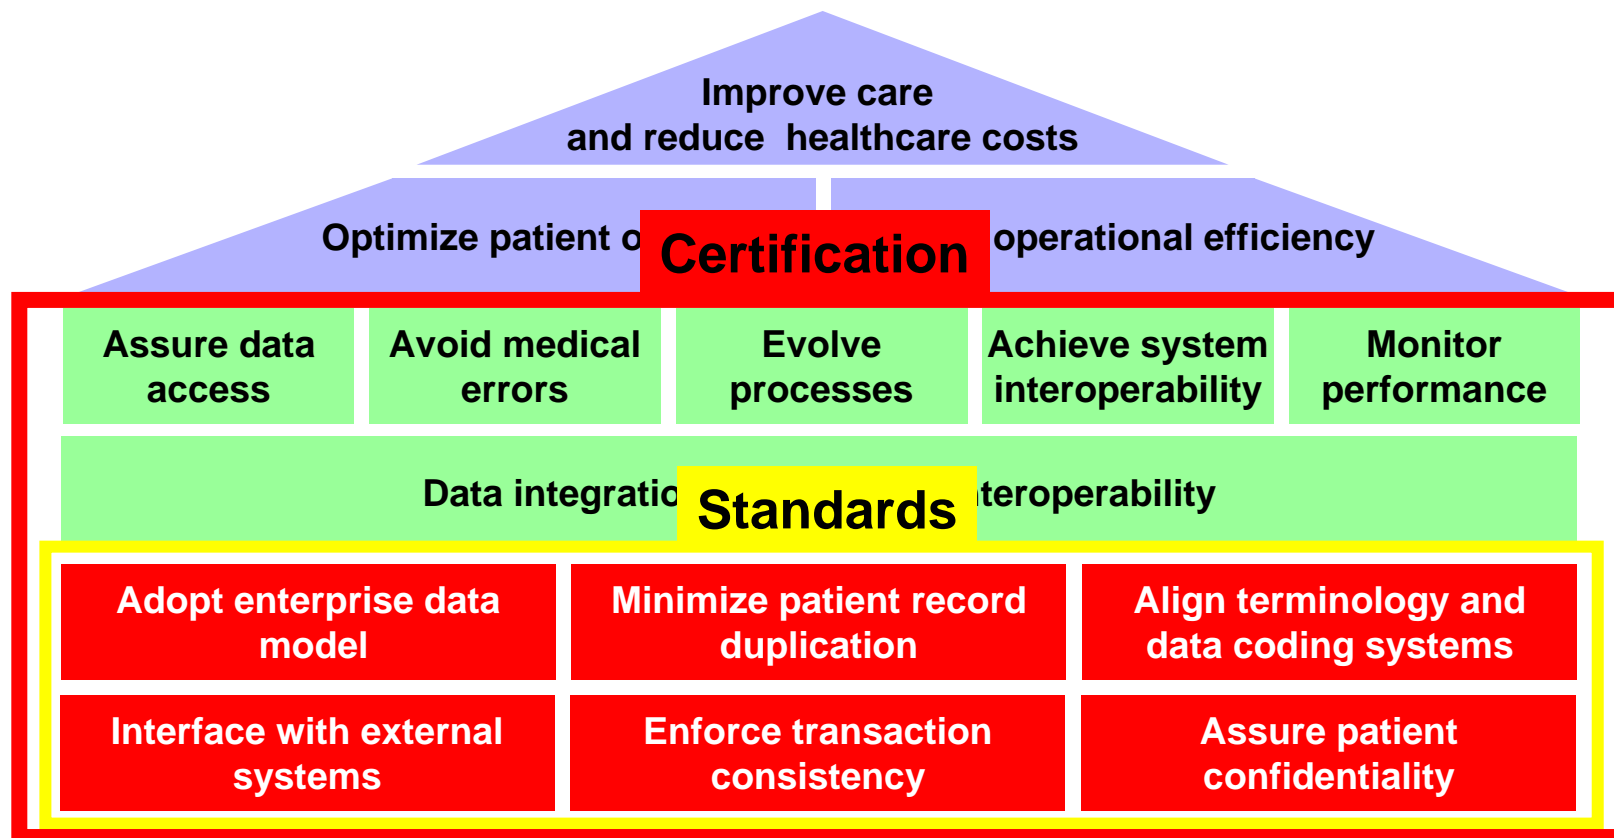 Improve care
and reduce healthcare costs
Optimize patient operational efficiency
Certification
Assure data
access
Avoid medical
errors
Evolve
processes
Achieve system
interoperability
Monitor
performance
Data
Standards
Adopt enterprise data
model
Minimize patient record
duplication
Align terminology and
data coding systems
Interface with external
systems
Enforce transaction
consistency
Assure patient
confidentiality